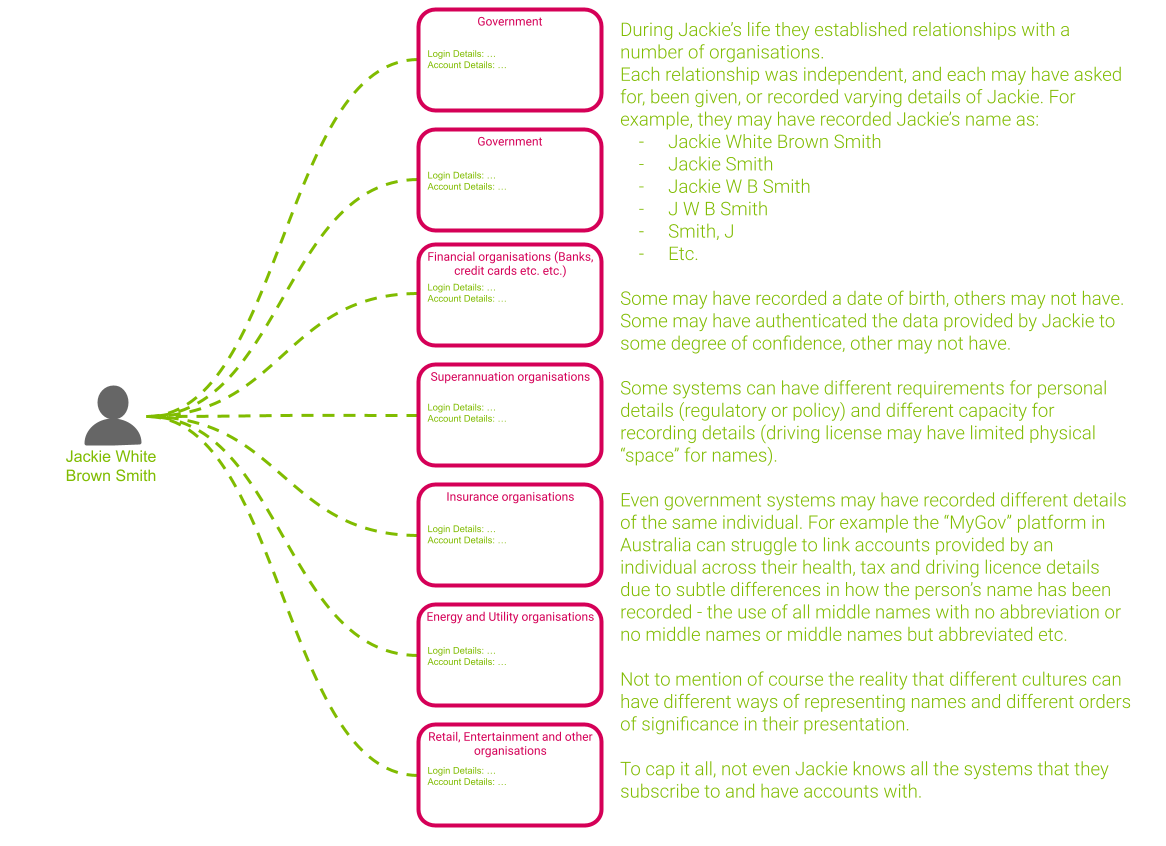 Government
Login Details: ...
Account Details: ...
Government
Login Details: ...
Account Details: ...
Financial organisations (Banks,
credit cards etc. etc.)
Login Details: ...
Account Details: ...
Superannuation organisations
Login Details: ...
Account Details: ...
Insurance organisations
Login Details: ...
Account Details: ...
Energy and Utility organisations
Login Details: ...
Account Details: ...
Retail, Entertainment and other
organisations
Login Details: ...
Account Details: ...
Jackie White
Brown Smith
During Jackie's life they established relationships with a
number of organisations.
Each relationship was independent, and each may have asked
for, been given, or recorded varying details of Jackie. For
example, they may have recorded Jackie's name as:
- Jackie White Brown Smith
- Jackie Smith
- Jackie W B Smith
- J W B Smith
- Smith, J
- Etc.
Some may have recorded a date of birth, others may not have.
Some may have authenticated the data provided by Jackie to
some degree of confidence, other may not have.
Some systems can have different requirements for personal
details (regulatory or policy) and different capacity for
recording details (driving license may have limited physical
“space” for names).
Even government systems may have recorded different details
of the same individual. For example the “MyGov” platform in
Australia can struggle to link accounts provided by an
individual across their health, tax and driving licence details
due to subtle differences in how the person's name has been
recorded - the use of all middle names with no abbreviation or
no middle names or middle names but abbreviated etc.
Not to mention of course the reality that different cultures can
have different ways of representing names and different orders
of significance in their presentation.
To cap it all, not even Jackie knows all the systems that they
subscribe to and have accounts with.